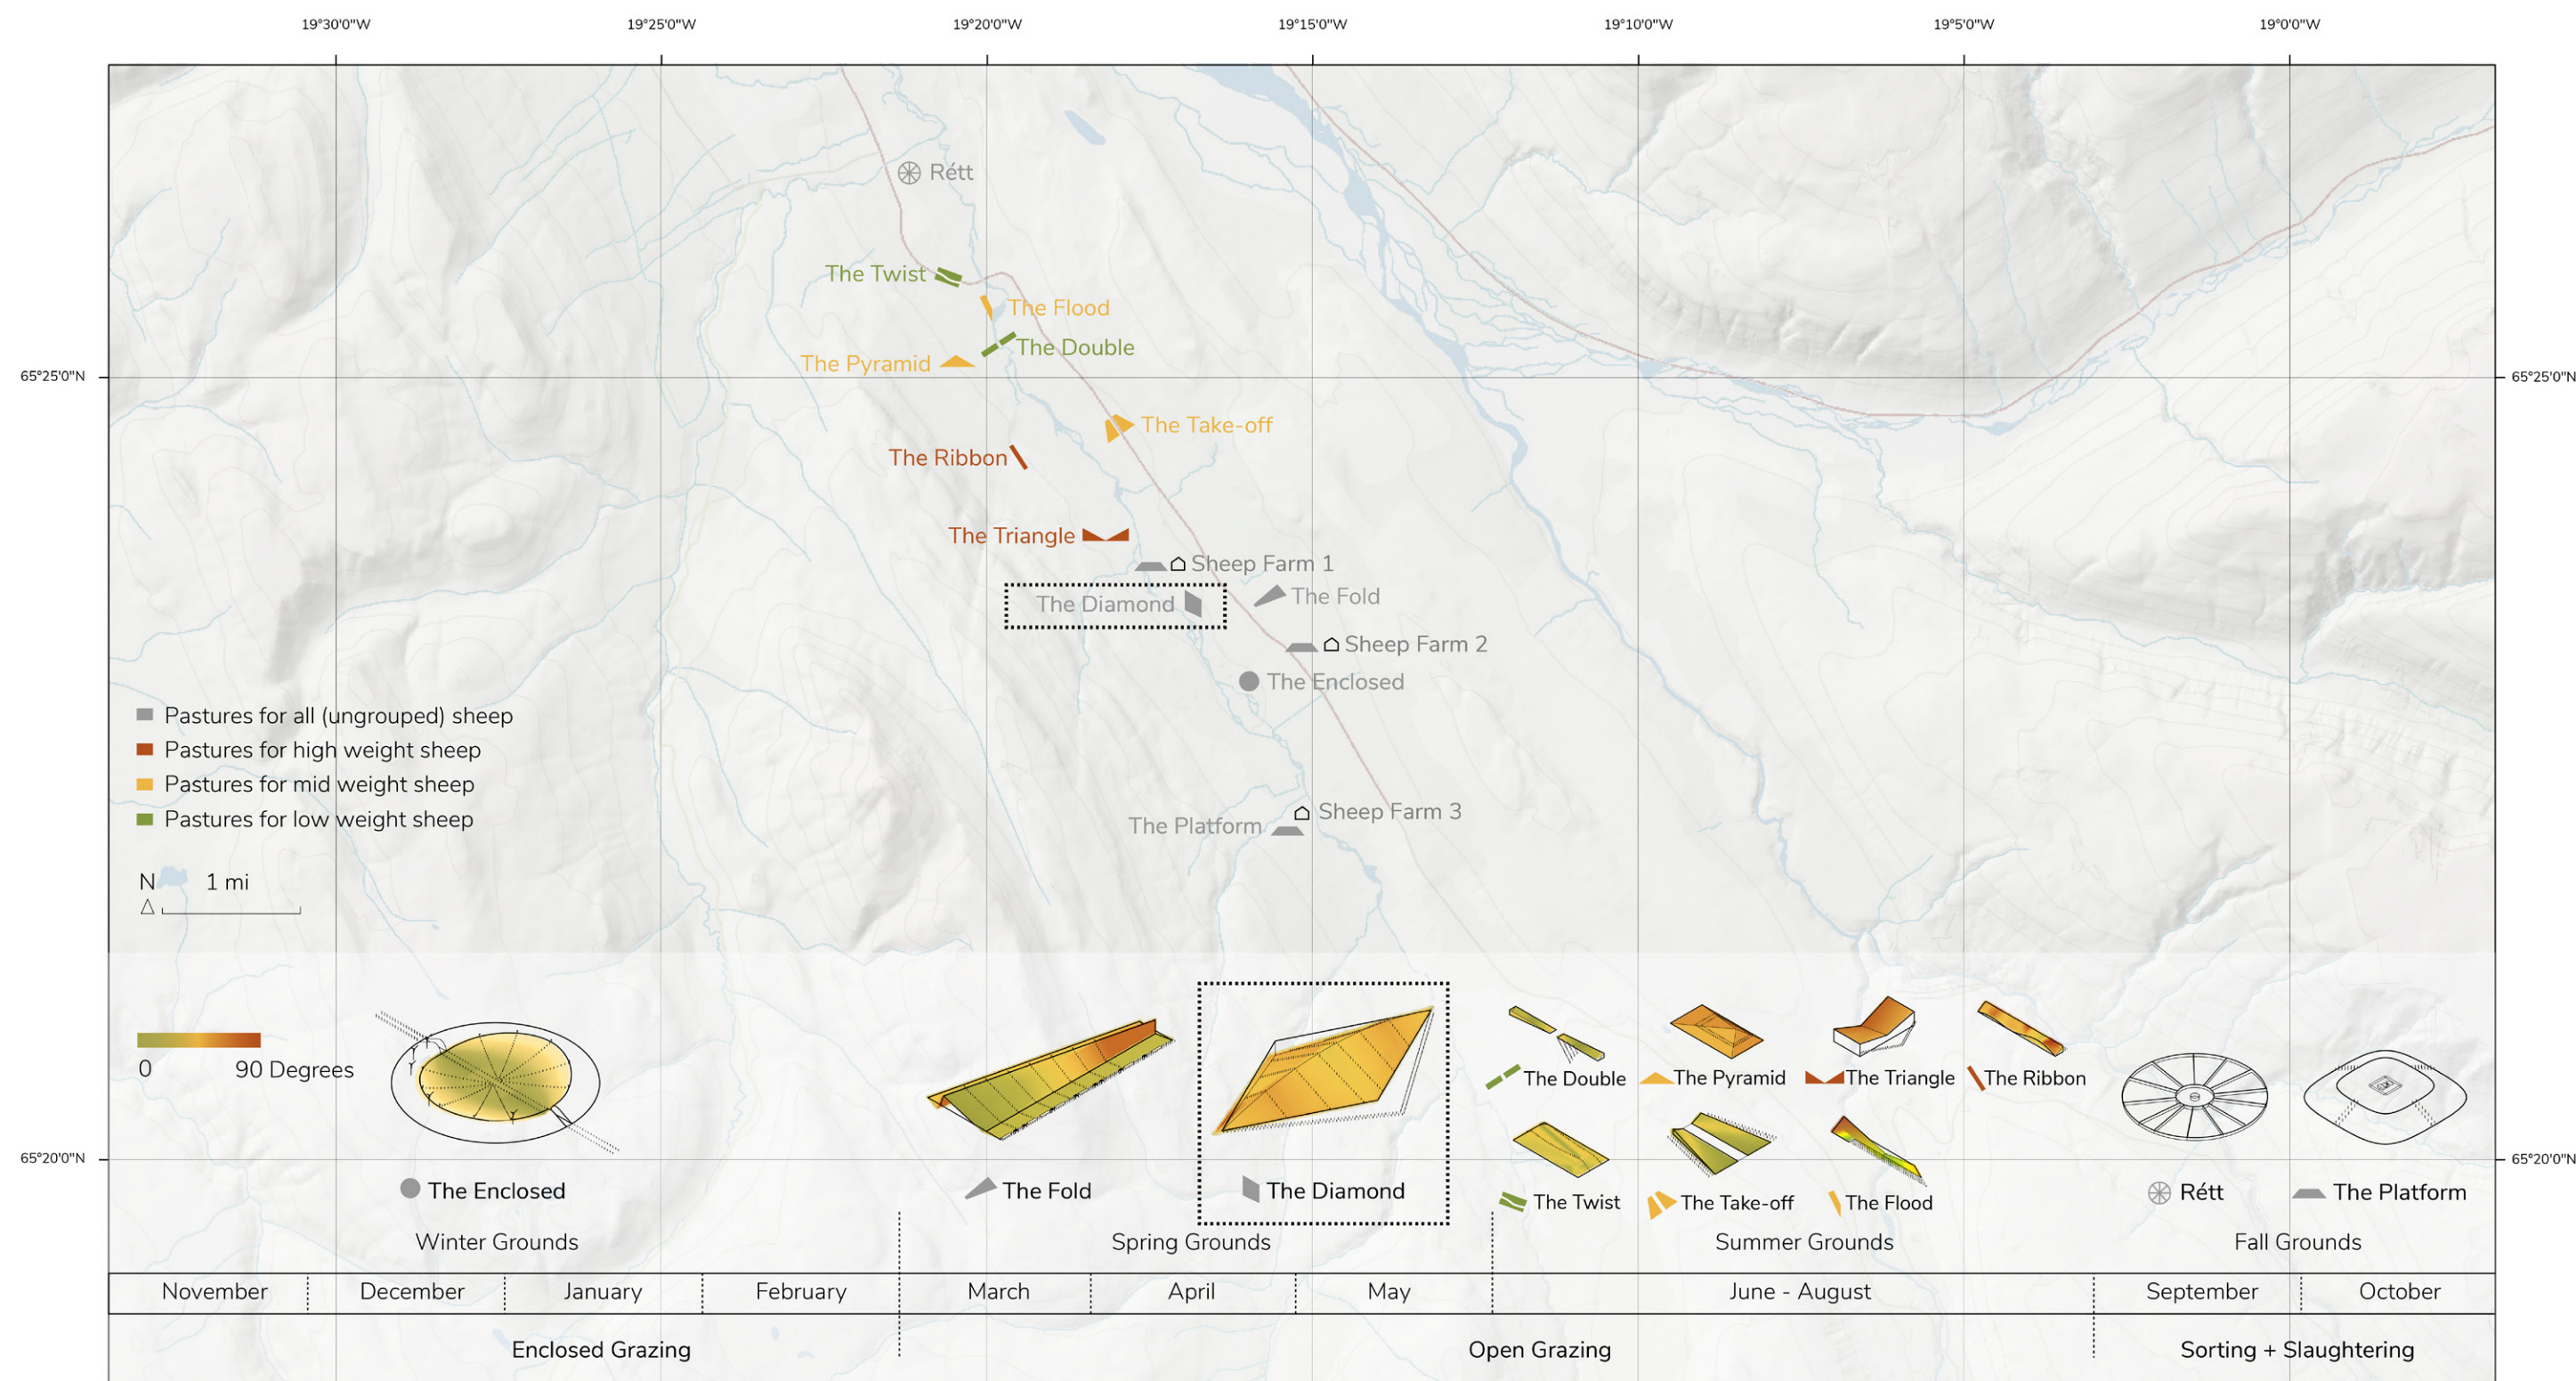 19°30'0"W 19°25'0"W 19°20'0"W 19°15'0"W 19°10'0"W 19°5'0"W 19°0'0"W
Rétt
The Twist
The Flood
The Double
The Pyramid
65°25'0"N 65°25'0"N
The Take-off
The Ribbon
The Triangle
Sheep Farm 1
The Diamond
The Fold
Sheep Farm 2
The Enclosed
Pastures for all (ungrouped) sheep
Pastures for high weight sheep
Pastures for mid weight sheep
Pastures for low weight sheep
Sheep Farm 3
The Platform
N 1 mi
0 90 Degrees
The Double The Pyramid The Triangle The Ribbon
65°20'0"N 65°20'0"N
The Enclosed The Fold The Diamond The Twist The Take-off The Flood Rétt The Platform
Winter Grounds Spring Grounds Summer Grounds Fall Grounds
November December January February March April May June - August September October
Enclosed Grazing Open Grazing Sorting + Slaughtering